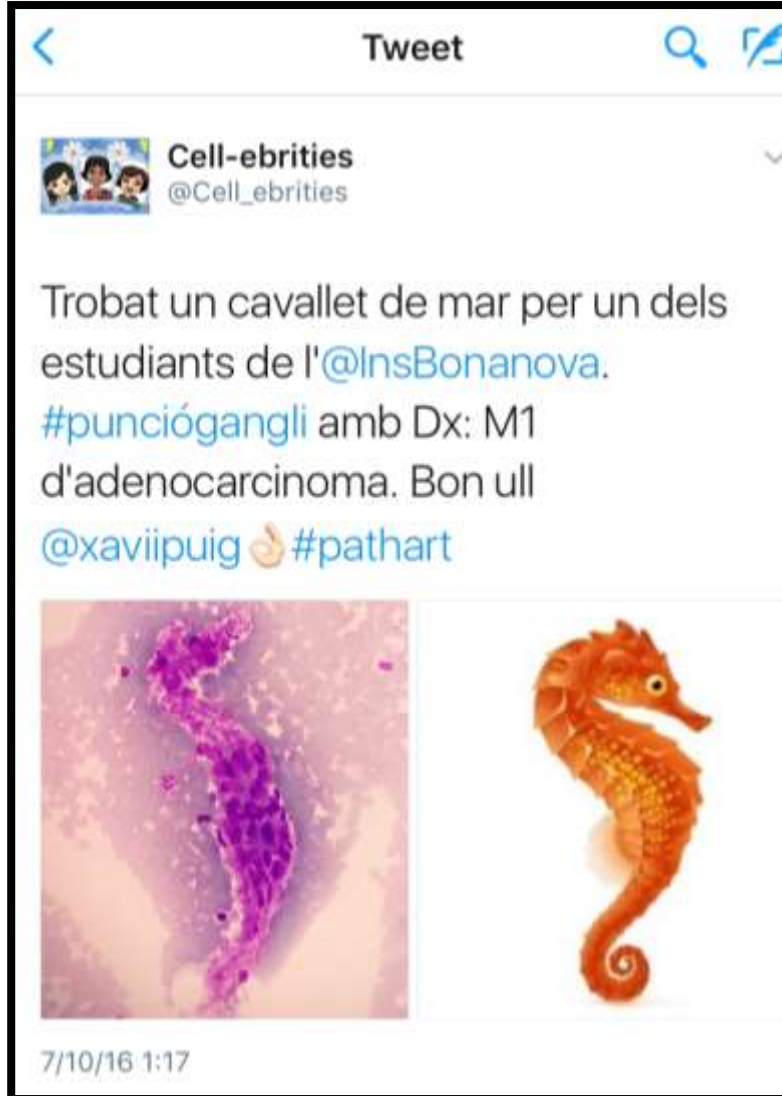 Tweet
Cell-ebrities
@Cell_ebrities
Trobat un cavallet de mar per un dels
estudiants de l'@InsBonanova.
#punciógangli amb Dx: M1
d'adenocarcinoma. Bon ull
@xaviipuig👌🏻#pathart
7/10/16 1:17